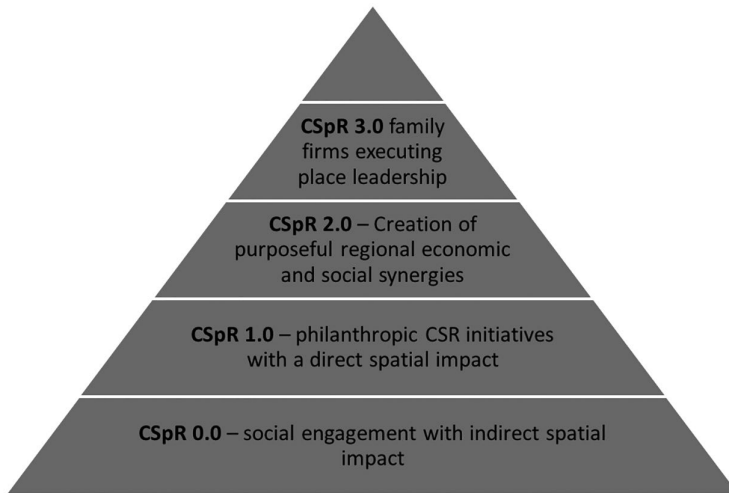 CSpR 3.0 family
firms executing
place leadership
CSpR 2.0 – Creation of
purposeful regional economic
and social synergies
CSpR 1.0 – philanthropic CSR initiatives
with a direct spatial impact
CSpR 0.0 – social engagement with indirect spatial
impact